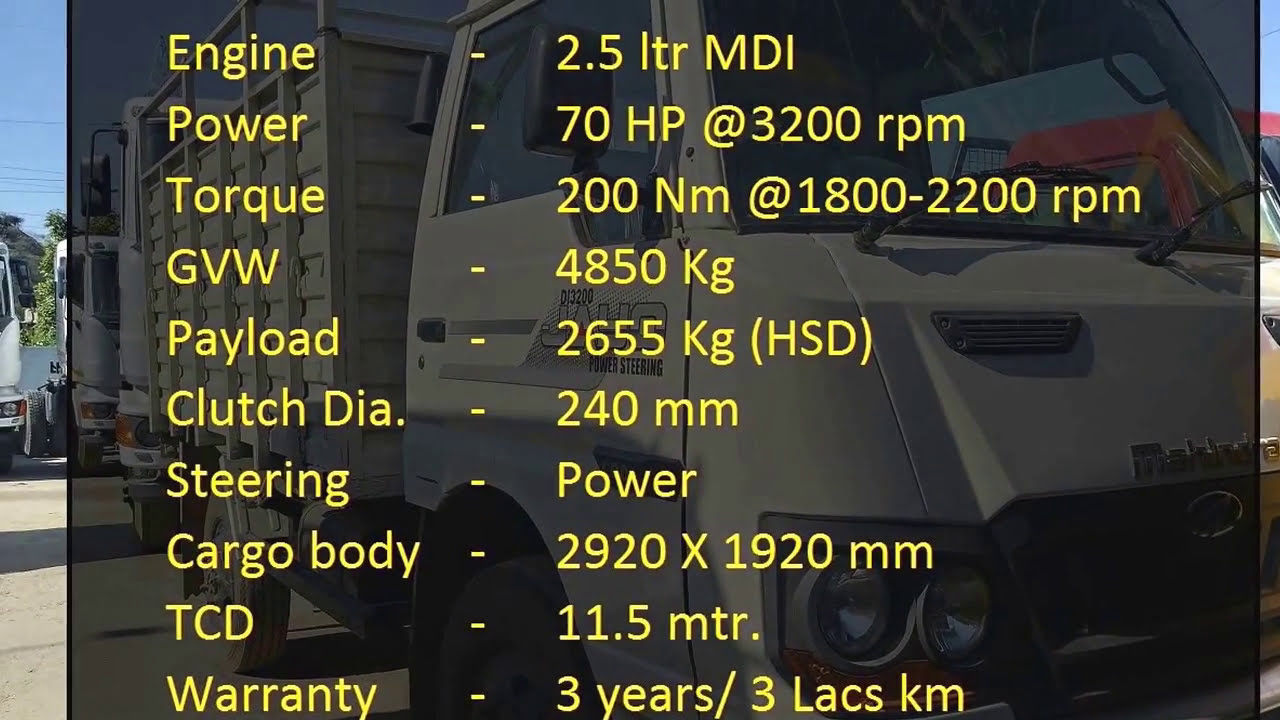 Engine - 2.5 ltr MDI
Power - 70 HP @3200 rpm
Torque - 200 Nm @1800-2200 rpm
GVW - 4850 Kg
DI3200
Payload - 2655 Kg (HSD)
POWER STEERING
Clutch Dia. - 240 mm
Mahindra
Steering - Power
Cargo body - 2920 X 1920 mm
TCD - 11.5 mtr.
Warranty - 3 years/ 3 Lacs km